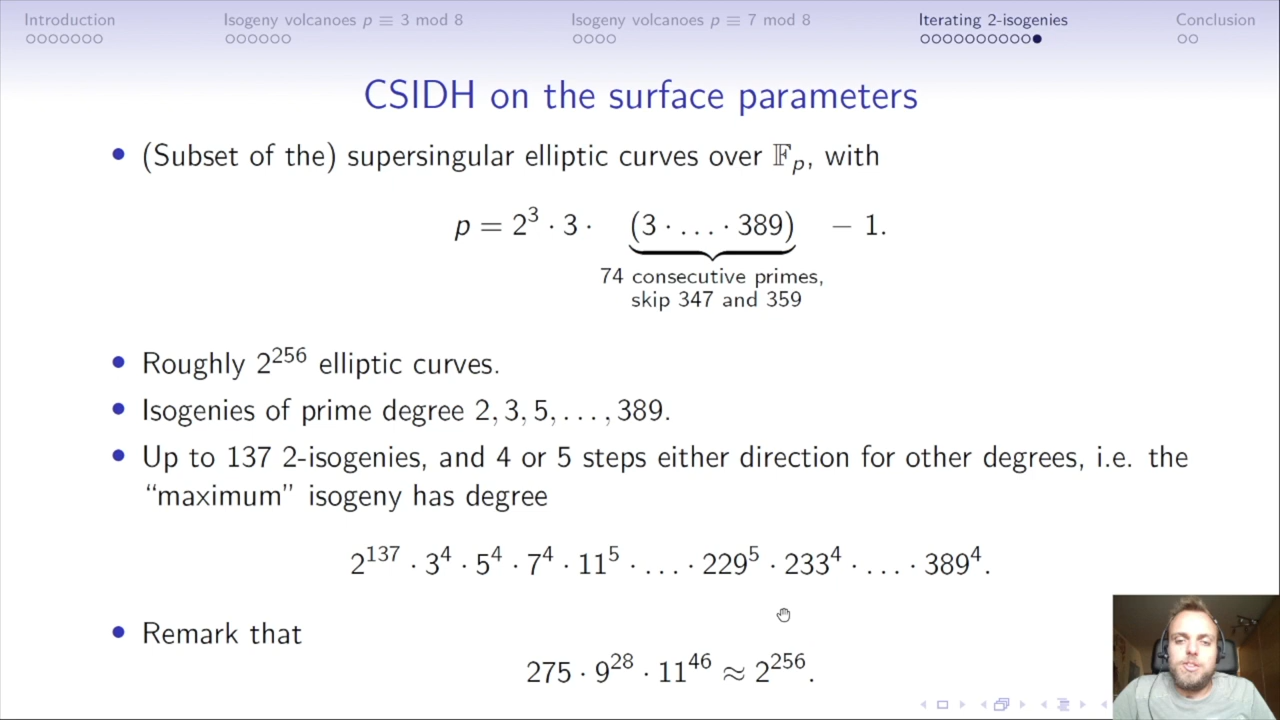 Introduction
Isogeny volcanoes p ≡ 3 mod 8
Isogeny volcanoes p ≡ 7 mod 8
Iterating 2-isogenies
Conclusion
CSIDH on the surface parameters
• (Subset of the) supersingular elliptic curves over 𝔽ₚ, with
p = 2³ · 3 · (3 · … · 389) − 1.
74 consecutive primes,
skip 347 and 359
• Roughly 2²⁵⁶ elliptic curves.
• Isogenies of prime degree 2, 3, 5, … , 389.
• Up to 137 2-isogenies, and 4 or 5 steps either direction for other degrees, i.e. the
“maximum” isogeny has degree
2¹³⁷ · 3⁴ · 5⁴ · 7⁴ · 11⁵ · … · 229⁵ · 233⁴ · … · 389⁴.
• Remark that
275 · 9²⁸ · 11⁴⁶ ≈ 2²⁵⁶.